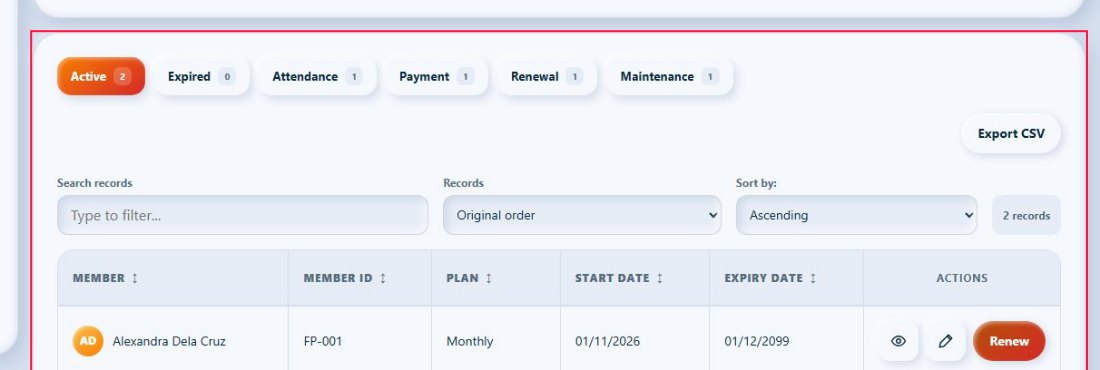 Active 2 Expired 0 Attendance 1 Payment 1 Renewal 1 Maintenance 1
Export CSV
Search records Records Sort by:
Type to filter... Original order Ascending 2 records
MEMBER ↕ MEMBER ID ↕ PLAN ↕ START DATE ↕ EXPIRY DATE ↕ ACTIONS
AD Alexandra Dela Cruz FP-001 Monthly 01/11/2026 01/12/2099 Renew